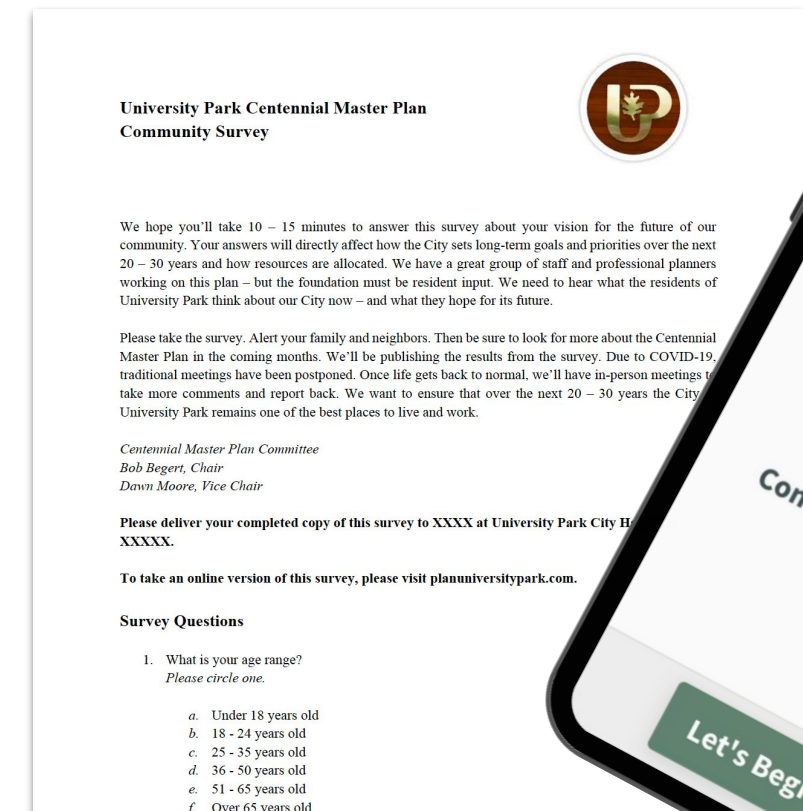 University Park Centennial Master Plan
Community Survey
UP
We hope you'll take 10 – 15 minutes to answer this survey about your vision for the future of our
community. Your answers will directly affect how the City sets long-term goals and priorities over the next
20 – 30 years and how resources are allocated. We have a great group of staff and professional planners
working on this plan – but the foundation must be resident input. We need to hear what the residents of
University Park think about our City now – and what they hope for its future.
Please take the survey. Alert your family and neighbors. Then be sure to look for more about the Centennial
Master Plan in the coming months. We'll be publishing the results from the survey. Due to COVID-19,
traditional meetings have been postponed. Once life gets back to normal, we'll have in-person meetings
take more comments and report back. We want to ensure that over the next 20 – 30 years the City
University Park remains one of the best places to live and work.
Centennial Master Plan Committee
Bob Begert, Chair
Dawn Moore, Vice Chair
Please deliver your completed copy of this survey to XXXX at University Park City
XXXXX.
To take an online version of this survey, please visit planuniversitypark.com.
Survey Questions
1. What is your age range?
Please circle one.
a. Under 18 years old
b. 18 - 24 years old
c. 25 - 35 years old
d. 36 - 50 years old
e. 51 - 65 years old
f. Over 65 years old
Let's